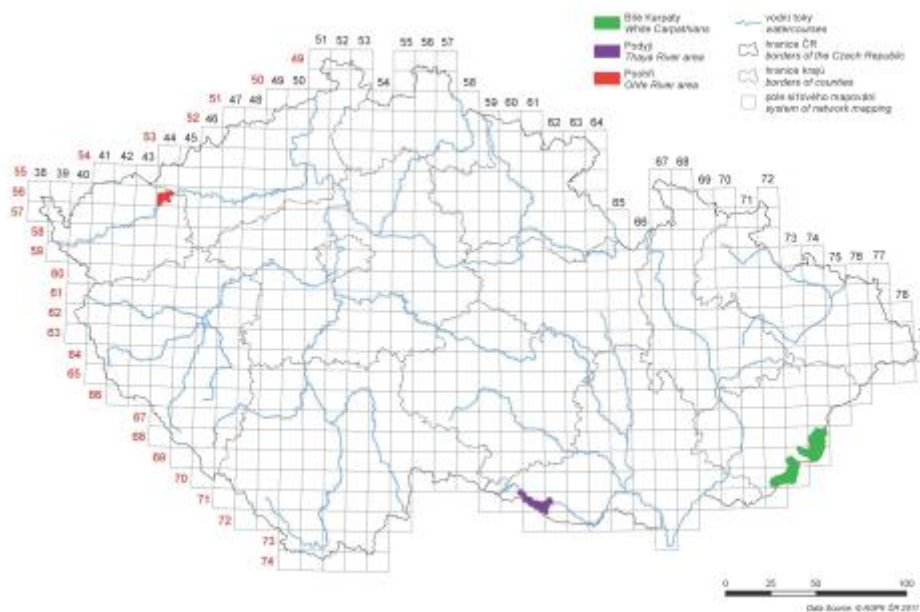 51 52 53
55 56 57
49
54
50 49 50
58
51 47 48
59 60 61
52 46
62 63 64
53 44 45
54 41 42 43
67 68
55 38 39 40
69 70 72
56
71
57
65
58
66
73 74
59
75 76 77
60
61
78
62
63
64
65
66
67
68
69
70
71
72
73
74
Bílé Karpaty
White Carpathians
Podyjí
Thaya River area
Poohří
Ohře River area
vodní toky
watercourses
hranice ČR
borders of the Czech Republic
hranice krajů
borders of counties
pole síťového mapování
system of network mapping
0 25 50 100
Data Source: © AOPK ČR 2011